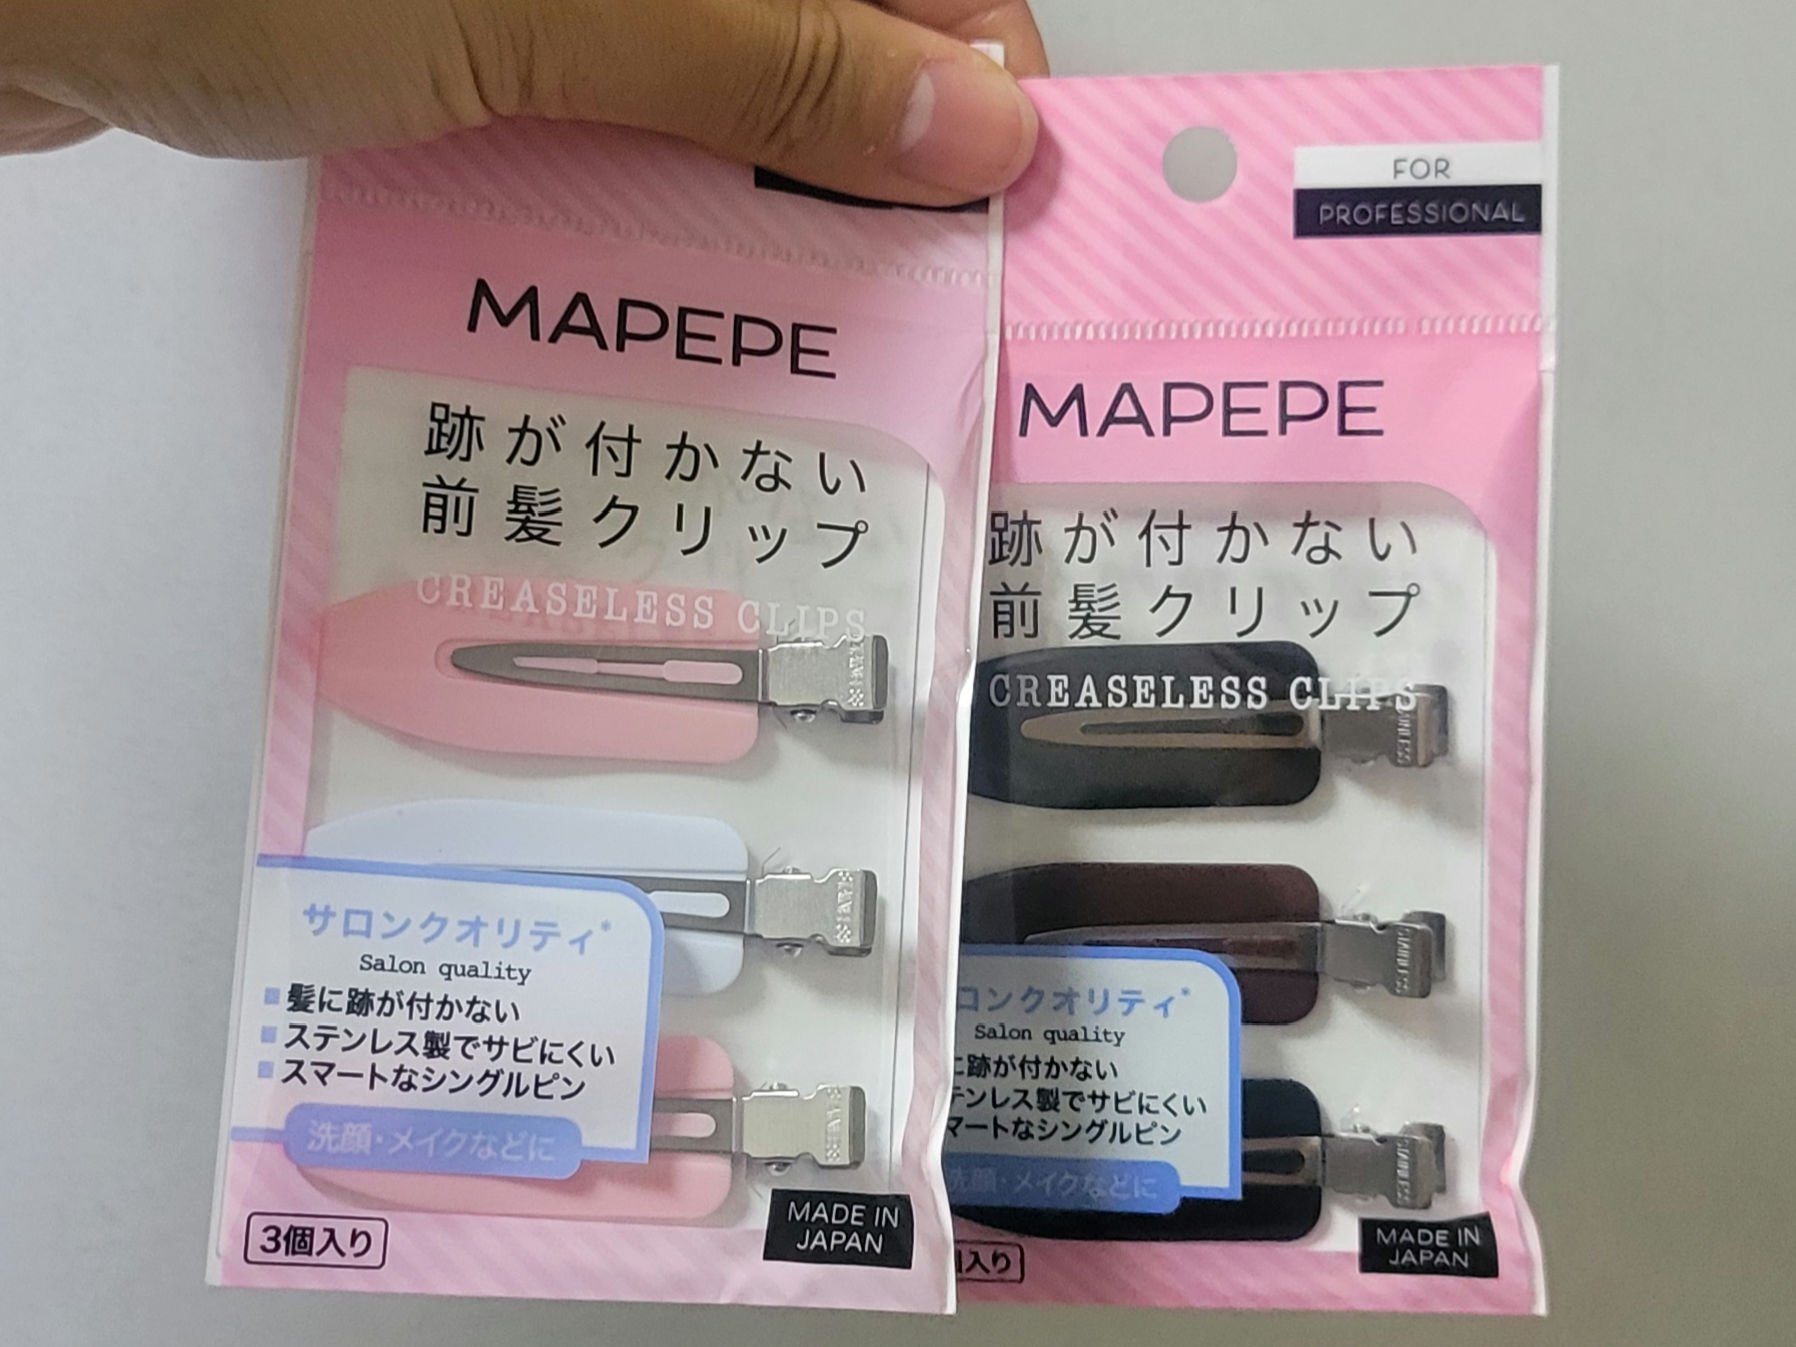 MAPEPE
跡が付かない
前髪クリップ
CREASELESS CLIPS
サロンクオリティ*
Salon quality
髪に跡が付かない
ステンレス製でサビにくい
スマートなシングルピン
洗顔・メイクなどに
3個入り
MADE IN
JAPAN
FOR
PROFESSIONAL
MAPEPE
跡が付かない
前髪クリップ
CREASELESS CLIPS
ロンクオリティ*
Salon quality
に跡が付かない
テンレス製でサビにくい
マートなシングルピン
洗顔・メイクなどに
個入り
MADE IN
JAPAN
STAINLESS
STAINLESS
STAINLESS